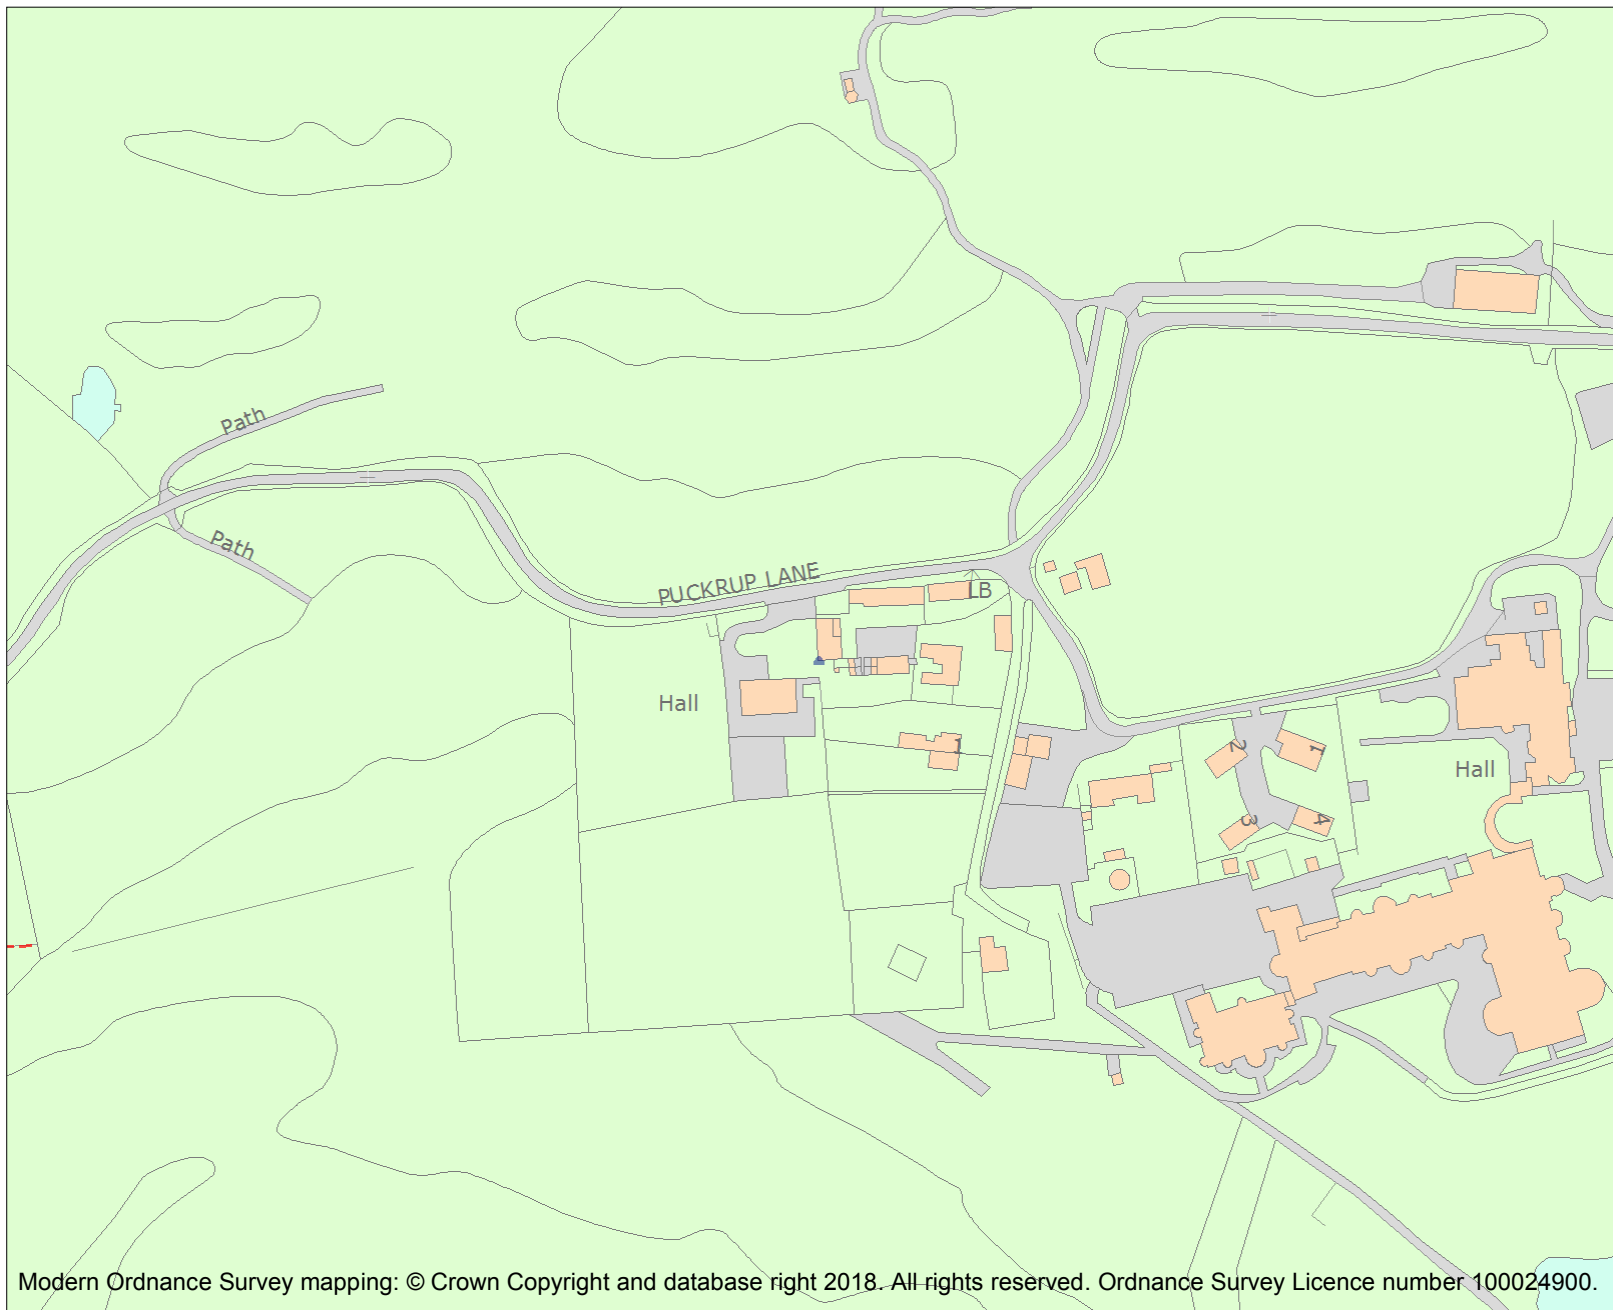 Path
Path
PUCKRUP LANE
LB
Hall
1
2
1
Hall
3
4
Modern Ordnance Survey mapping: © Crown Copyright and database right 2018. All rights reserved. Ordnance Survey Licence number 100024900.